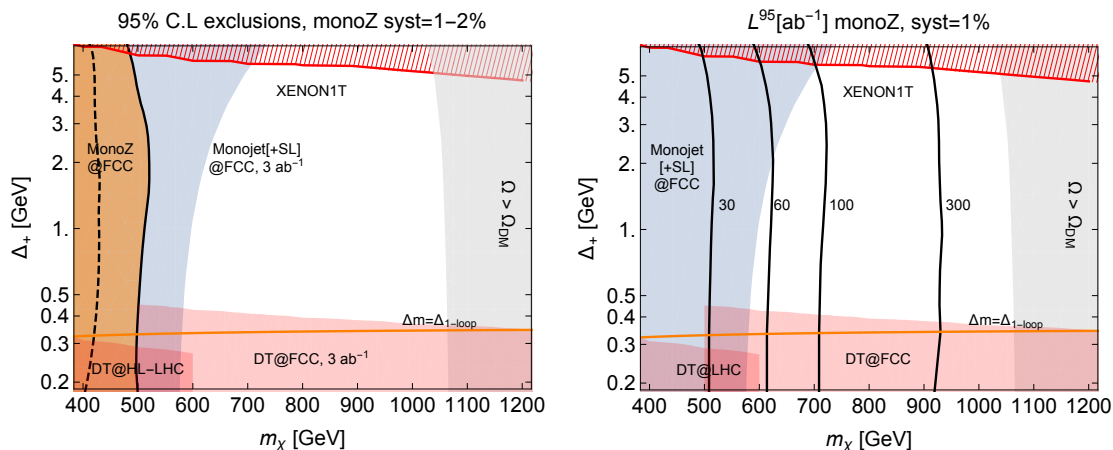 95% C.L exclusions, monoZ syst=1-2%
Δ₊ [GeV]
5.
4.
3.
2.
1.
0.5
0.4
0.3
0.2
XENON1T
MonoZ
@FCC
Monojet[+SL]
@FCC, 3 ab⁻¹
Ω > Ω_DM
Δm=Δ_1-loop
DT@HL-LHC
DT@FCC, 3 ab⁻¹
400 500 600 700 800 900 1000 1100 1200
m_χ [GeV]
L⁹⁵[ab⁻¹] monoZ, syst=1%
Δ₊ [GeV]
5.
4.
3.
2.
1.
0.5
0.4
0.3
0.2
XENON1T
Monojet
[+SL]
@FCC
30
60
100
300
Ω > Ω_DM
Δm=Δ_1-loop
DT@LHC
DT@FCC
400 500 600 700 800 900 1000 1100 1200
m_χ [GeV]